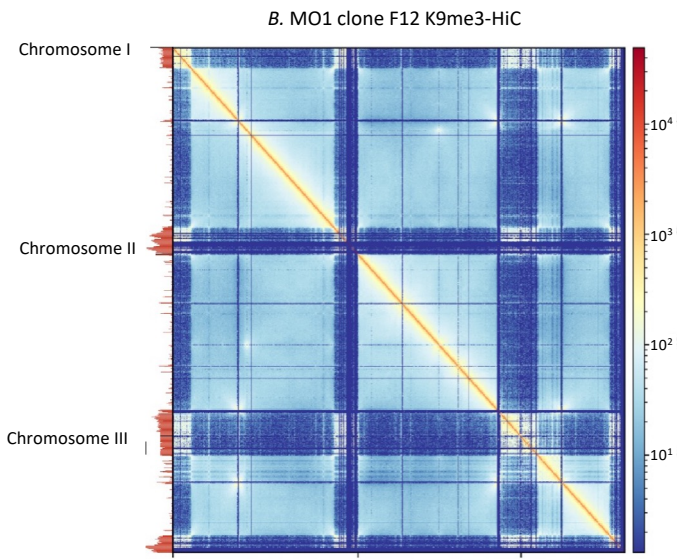 B. MO1 clone F12 K9me3-HiC
Chromosome I
Chromosome II
Chromosome III
10⁴
10³
10²
10¹